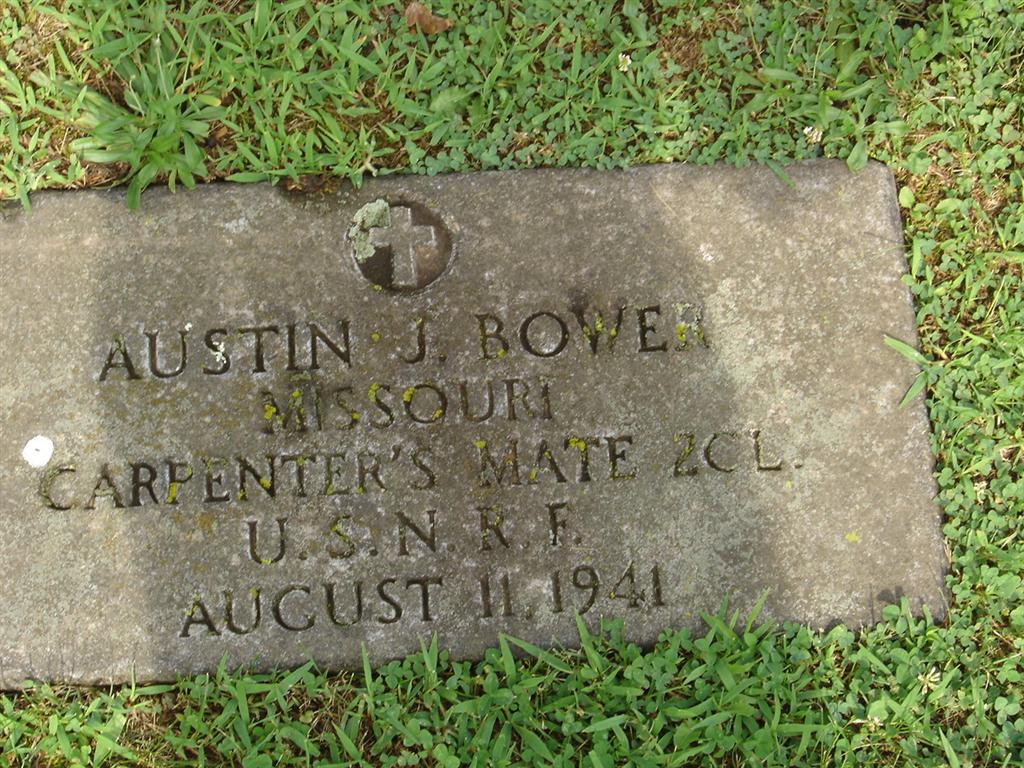 AUSTIN J. BOWER
MISSOURI
CARPENTER'S MATE 2CL.
U.S.N.R.F.
AUGUST 11, 1941